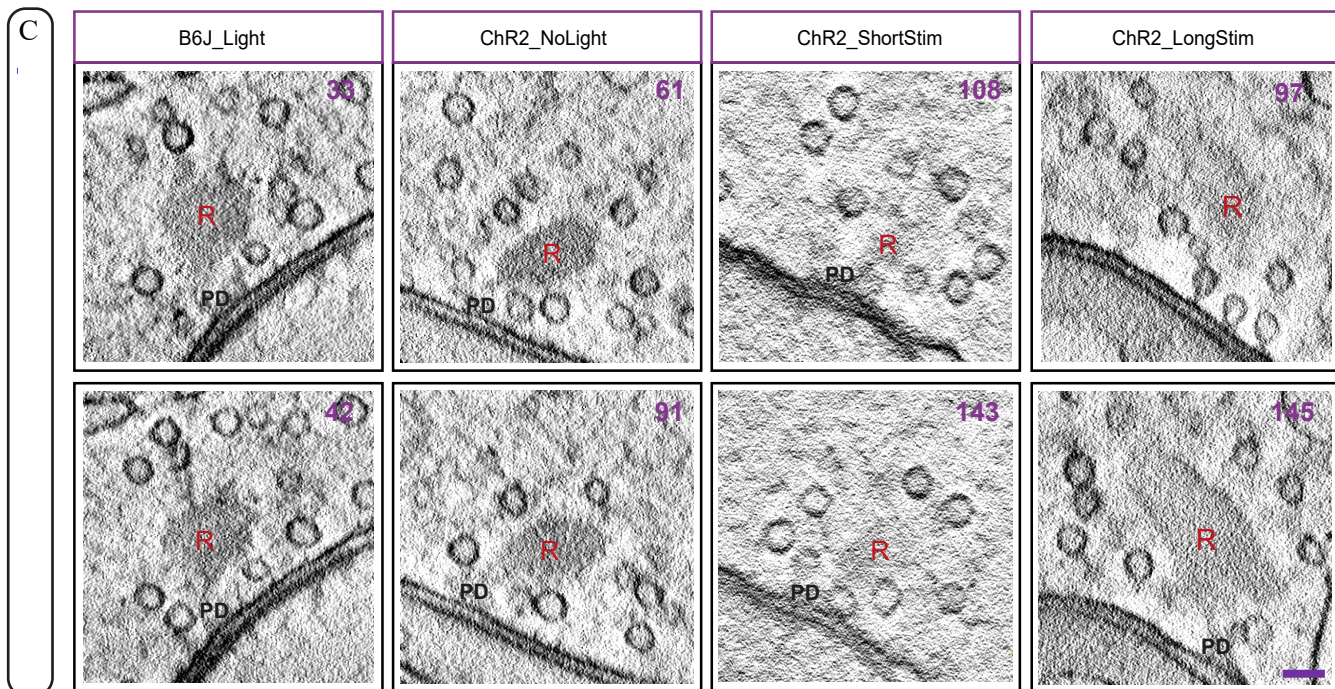 C
B6J_Light
ChR2_NoLight
ChR2_ShortStim
ChR2_LongStim
33
R
PD
61
R
PD
108
R
PD
97
R
42
R
PD
91
R
PD
143
R
PD
145
R
PD